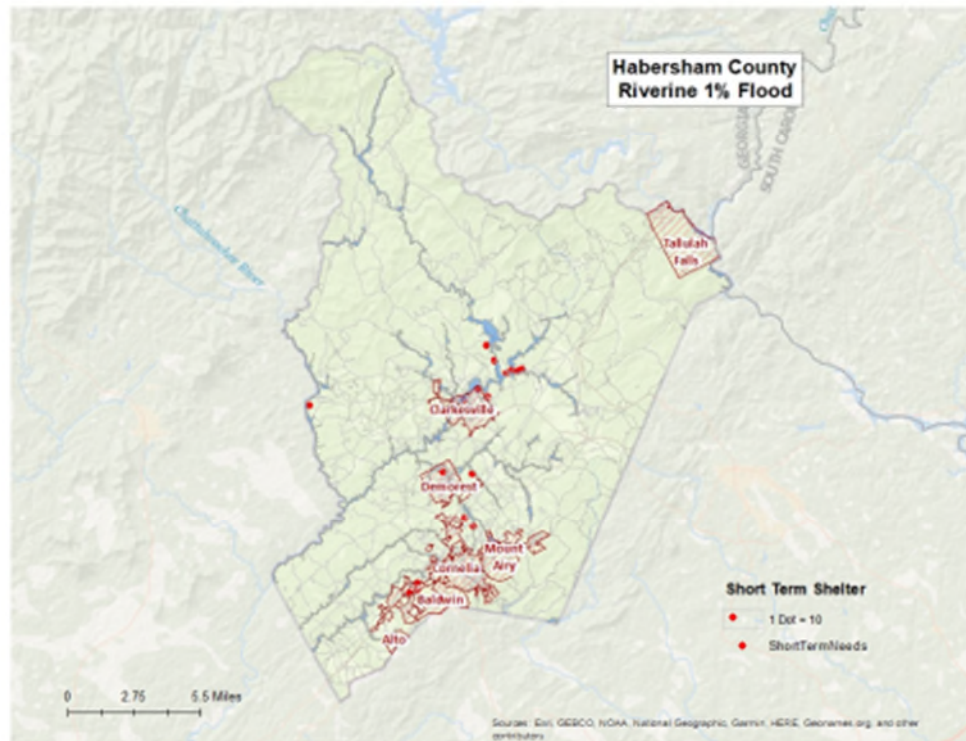 Habersham County
Riverine 1% Flood
GEORGIA
SOUTH CAROL
Chattahoochee River
Tallulah
Falls
Clarkesville
Demorest
Mount
Airy
Cornelia
Baldwin
Alto
Short Term Shelter
1 Dot = 10
ShortTermNeeds
0 2.75 5.5 Miles
Sources: Esri, GEBCO, NOAA, National Geographic, Garmin, HERE, Geonames.org, and other
contributors